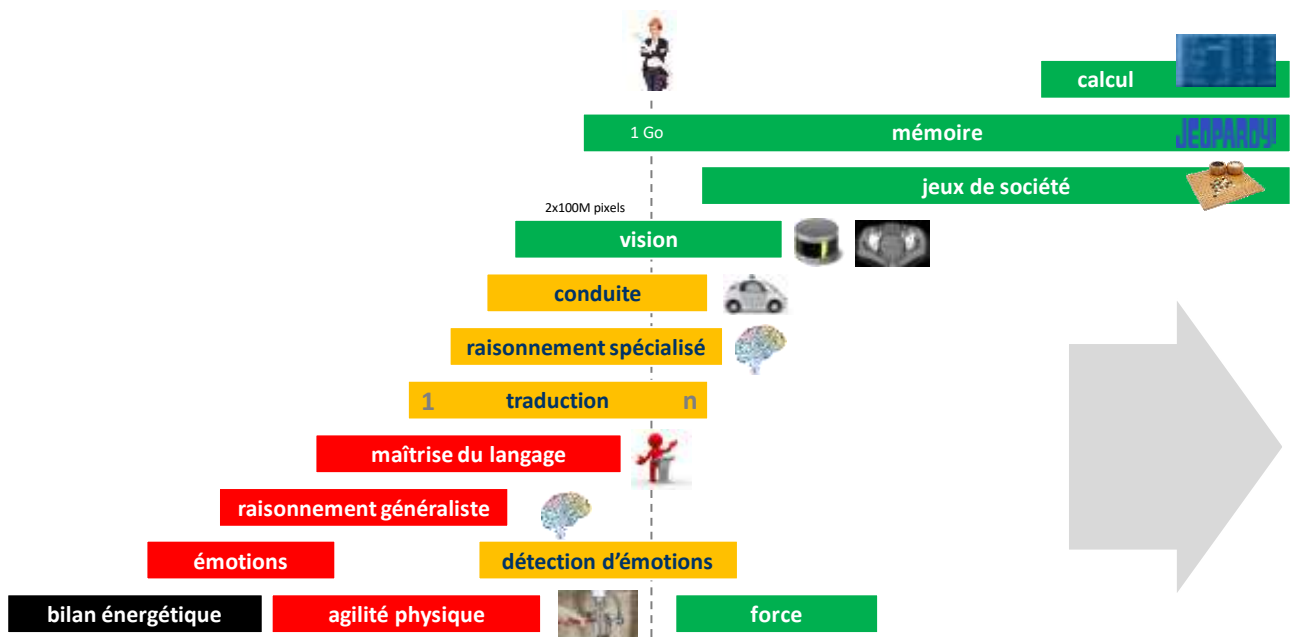 calcul
1 Go
mémoire
JEOPARDY!
jeux de société
2x100M pixels
vision
conduite
raisonnement spécialisé
1 traduction n
maîtrise du langage
raisonnement généraliste
émotions
détection d’émotions
bilan énergétique
agilité physique
force